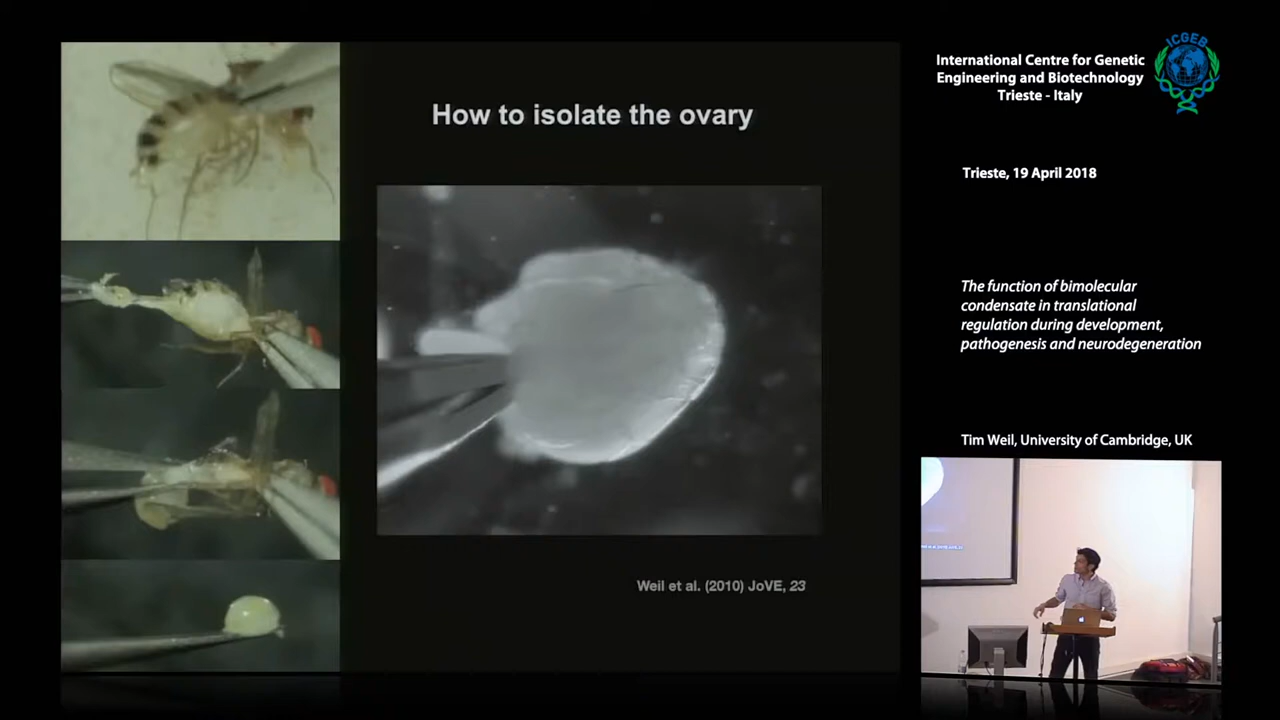 How to isolate the ovary
Weil et al. (2010) JoVE, 23
International Centre for Genetic
Engineering and Biotechnology
Trieste - Italy
ICGEB
Trieste, 19 April 2018
The function of bimolecular
condensate in translational
regulation during development,
pathogenesis and neurodegeneration
Tim Weil, University of Cambridge, UK